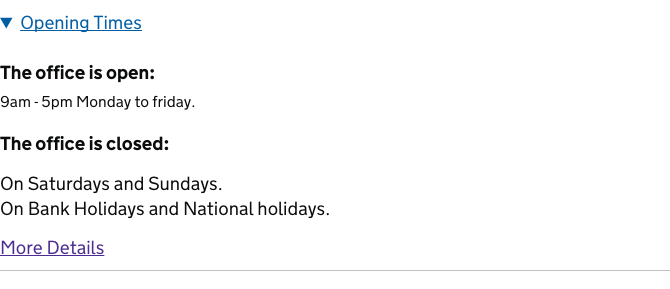 Opening Times
The office is open:
9am - 5pm Monday to friday.
The office is closed:
On Saturdays and Sundays.
On Bank Holidays and National holidays.
More Details